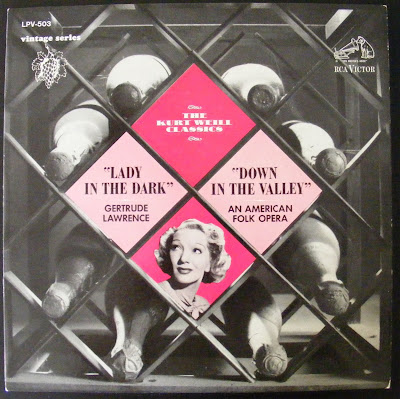 LPV-503
vintage series
RCA VICTOR
THE
KURT WEILL
CLASSICS
"LADY
IN THE DARK"
GERTRUDE
LAWRENCE
"DOWN
IN THE VALLEY"
AN AMERICAN
FOLK OPERA